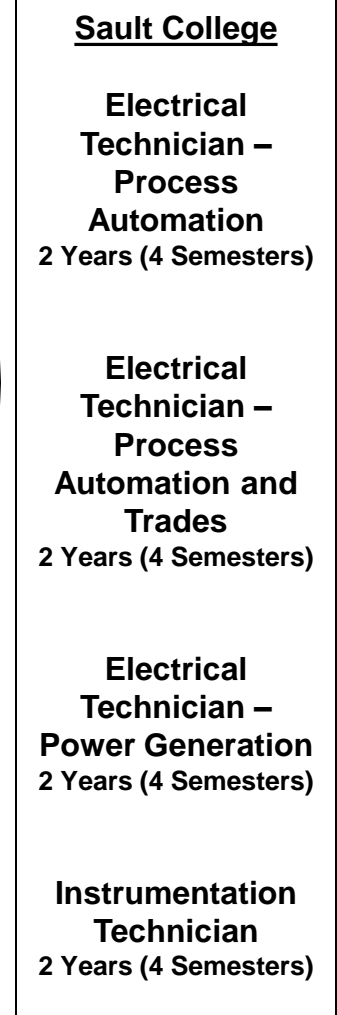 Sault College
Electrical
Technician –
Process
Automation
2 Years (4 Semesters)
Electrical
Technician –
Process
Automation and
Trades
2 Years (4 Semesters)
Electrical
Technician –
Power Generation
2 Years (4 Semesters)
Instrumentation
Technician
2 Years (4 Semesters)